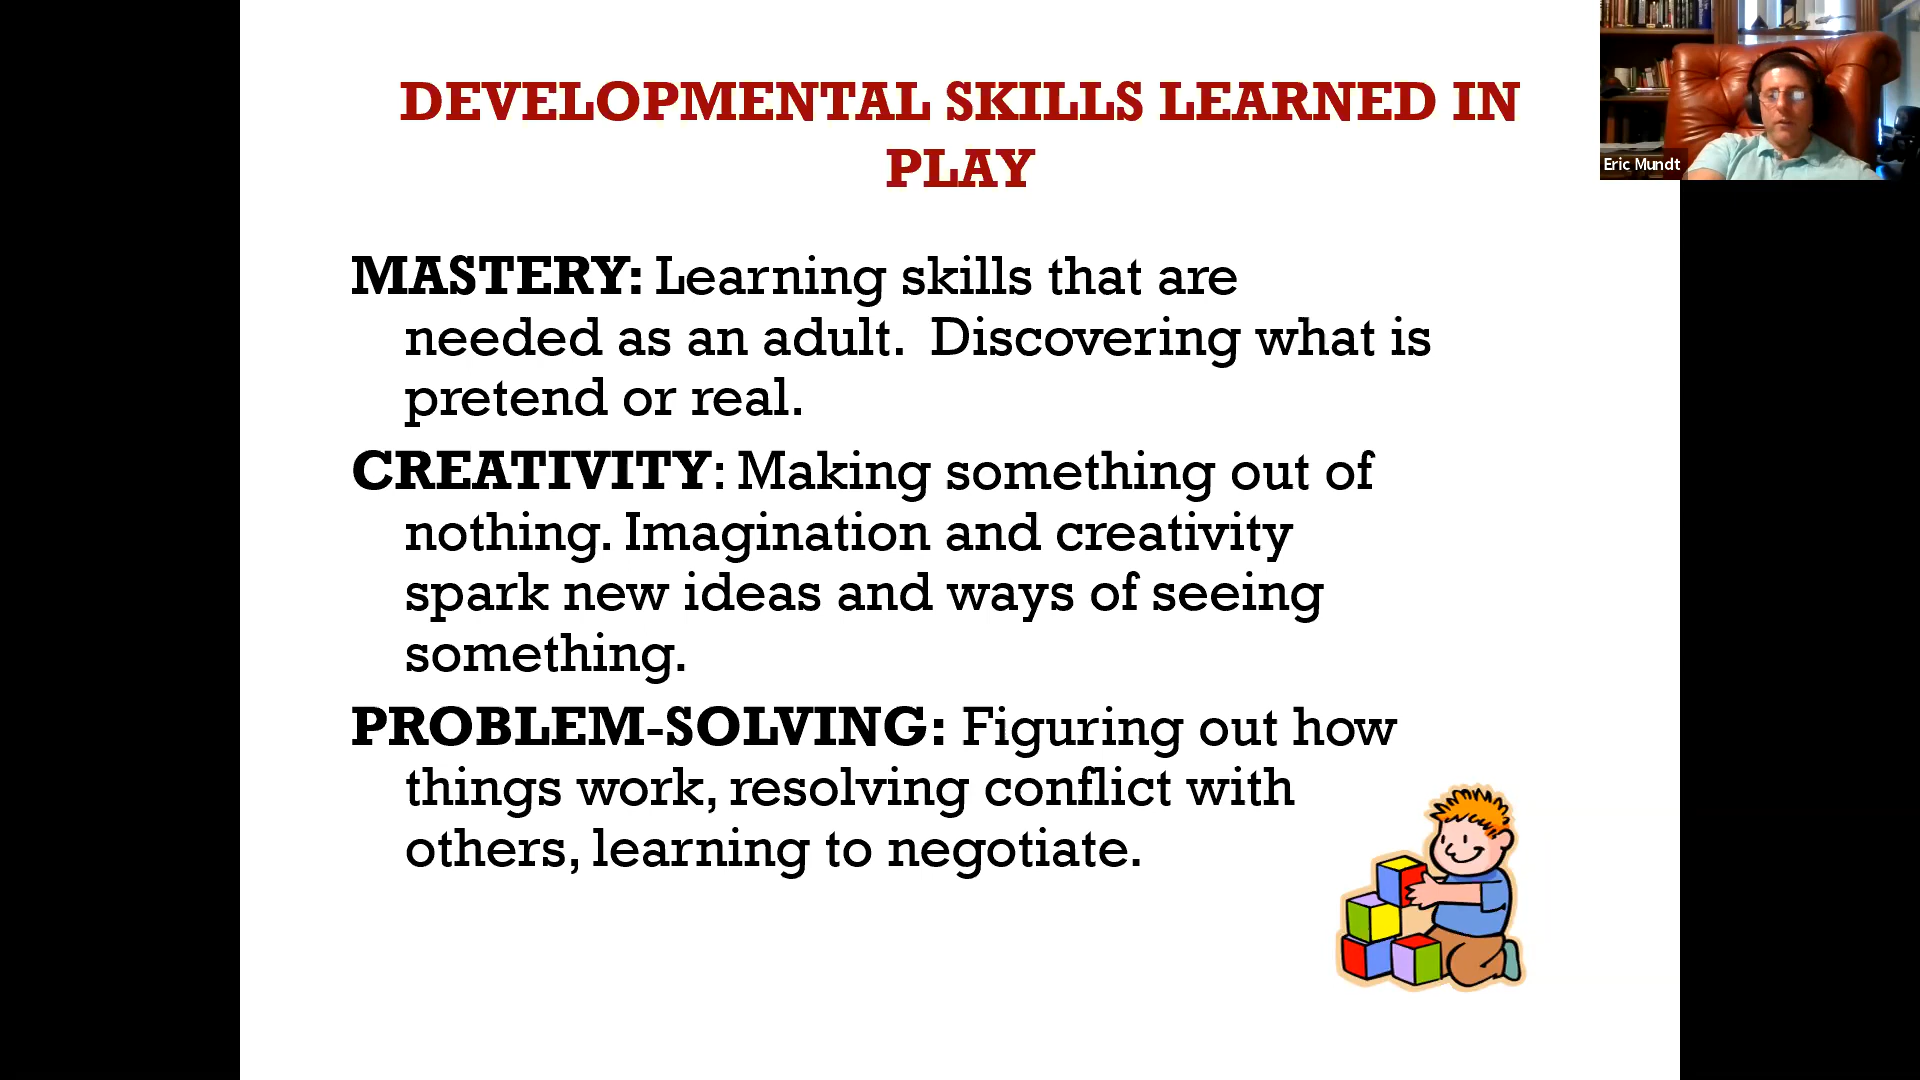 DEVELOPMENTAL SKILLS LEARNED IN
PLAY
MASTERY: Learning skills that are
needed as an adult.  Discovering what is
pretend or real.
CREATIVITY: Making something out of
nothing. Imagination and creativity
spark new ideas and ways of seeing
something.
PROBLEM-SOLVING: Figuring out how
things work, resolving conflict with
others, learning to negotiate.
Eric Mundt